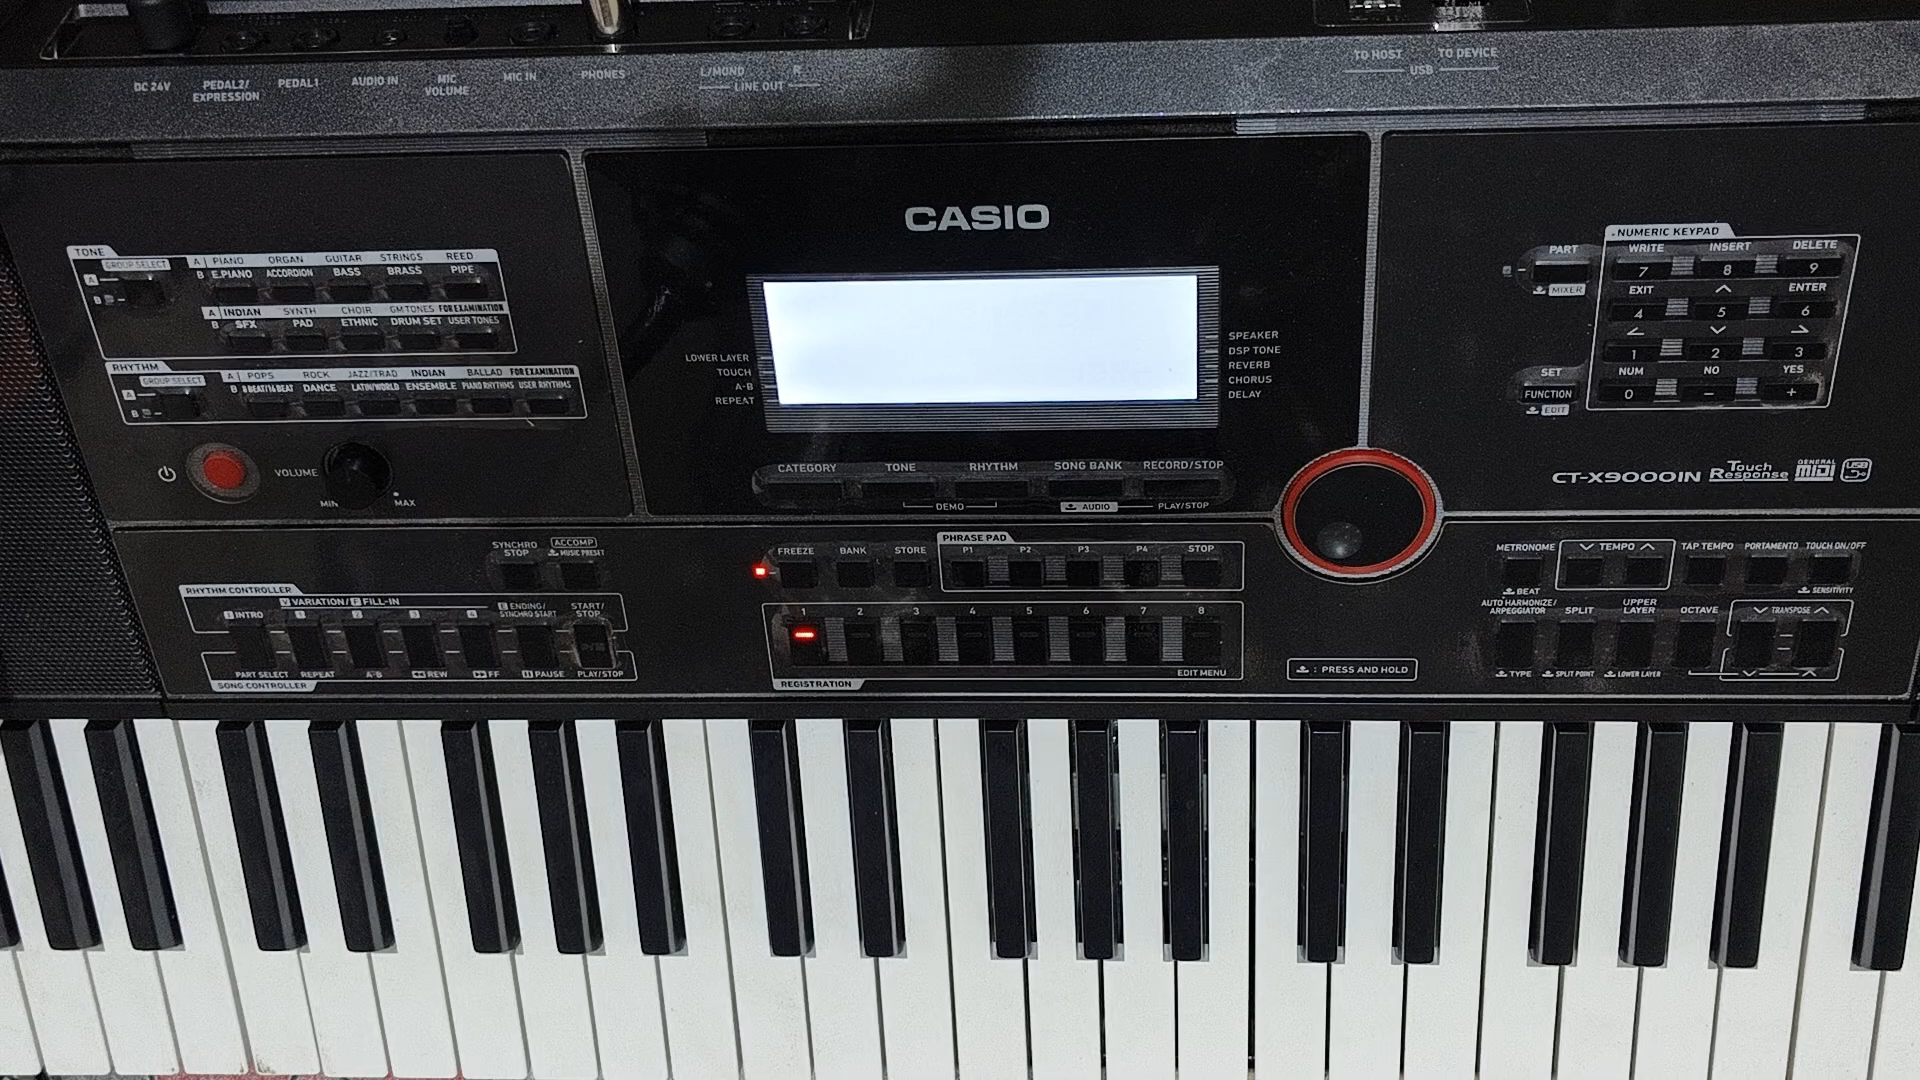 DC 24V
PEDAL2/
EXPRESSION
PEDAL1
AUDIO IN
MIC
VOLUME
MIC IN
PHONES
L/MONO
R
LINE OUT
TO HOST
TO DEVICE
USB
CASIO
TONE
GROUP SELECT
A
B
A PIANO ORGAN GUITAR STRINGS REED
B E.PIANO ACCORDION BASS BRASS PIPE
A INDIAN SYNTH CHOIR GM TONES FOR EXAMINATION
B SFX PAD ETHNIC DRUM SET USER TONES
RHYTHM
GROUP SELECT
A
B
A POPS ROCK JAZZ/TRAD INDIAN BALLAD FOR EXAMINATION
B 8 BEAT/16 BEAT DANCE LATIN/WORLD ENSEMBLE PIANO RHYTHMS USER RHYTHMS
VOLUME
MIN
MAX
LOWER LAYER
TOUCH
A-B
REPEAT
SPEAKER
DSP TONE
REVERB
CHORUS
DELAY
CATEGORY TONE RHYTHM SONG BANK RECORD/STOP
DEMO
AUDIO
PLAY/STOP
PART
MIXER
SET
FUNCTION
EDIT
NUMERIC KEYPAD
WRITE INSERT DELETE
7 8 9
EXIT ENTER
4 5 6
1 2 3
NUM NO YES
0 - +
CT-X9000IN
Touch
Response
GENERAL
MIDI
USB
SYNCHRO
STOP
ACCOMP
MUSIC PRESET
RHYTHM CONTROLLER
V VARIATION/ F FILL-IN
I INTRO 1 2 3 4
E ENDING/
SYNCHRO START
START/
STOP
PART SELECT REPEAT A-B REW FF PAUSE PLAY/STOP
SONG CONTROLLER
FREEZE BANK STORE
PHRASE PAD
P1 P2 P3 P4 STOP
1 2 3 4 5 6 7 8
EDIT MENU
REGISTRATION
: PRESS AND HOLD
METRONOME TEMPO TAP TEMPO PORTAMENTO TOUCH ON/OFF
BEAT
SENSITIVITY
AUTO HARMONIZE/
ARPEGGIATOR
SPLIT
UPPER
LAYER
OCTAVE
TRANSPOSE
TYPE
SPLIT POINT
LOWER LAYER